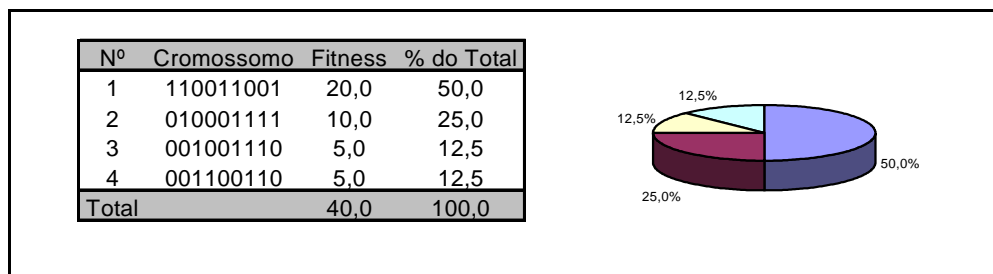 Nº Cromossomo Fitness % do Total
1 110011001 20,0 50,0
2 010001111 10,0 25,0
3 001001110 5,0 12,5
4 001100110 5,0 12,5
Total 40,0 100,0
12,5%
12,5%
50,0%
25,0%